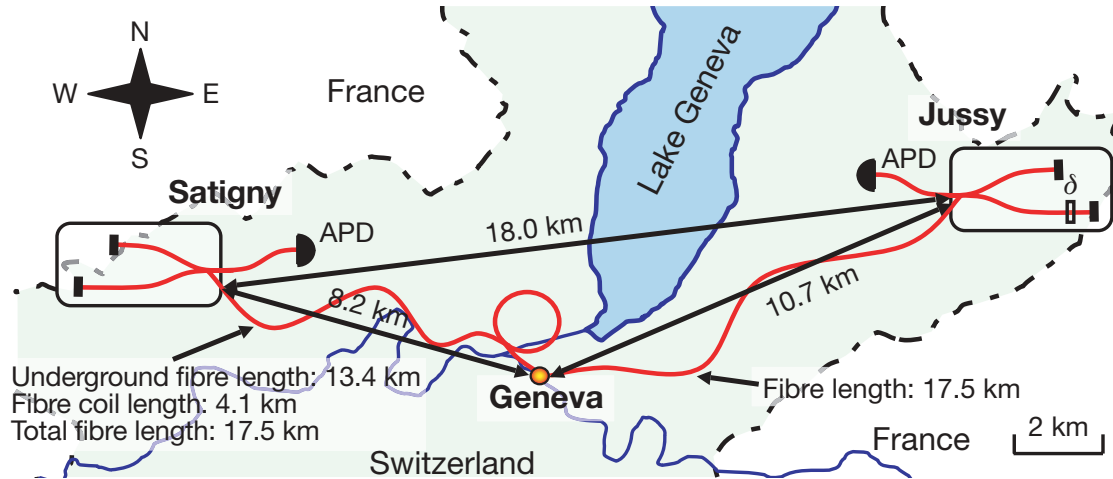 N
W
E
S
France
Lake Geneva
Jussy
APD
δ
Satigny
APD
18.0 km
8.2 km
10.7 km
Underground fibre length: 13.4 km
Fibre coil length: 4.1 km
Total fibre length: 17.5 km
Geneva
Fibre length: 17.5 km
France
2 km
Switzerland